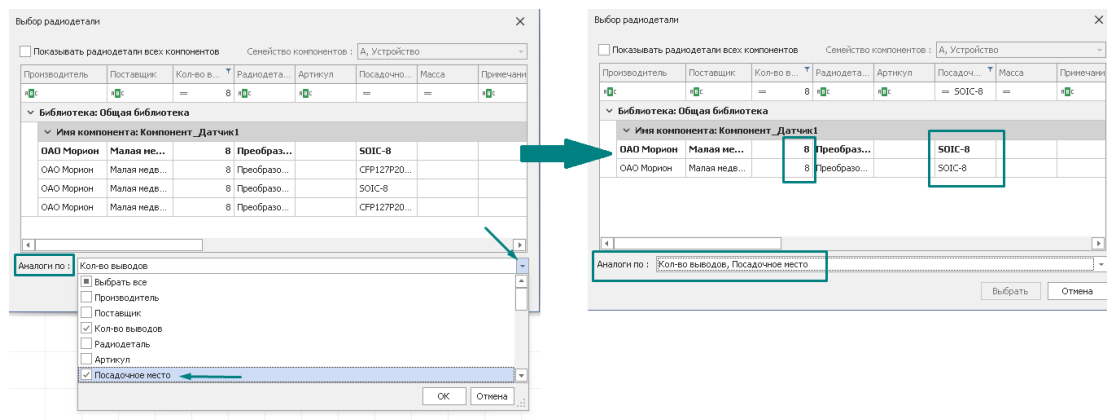 Выбор радиодетали
Показывать радиодетали всех компонентов Семейство компонентов : А, Устройство
Производитель Поставщик Кол-во в... Радиодета... Артикул Посадочно... Масса Примечани
= 8 = =
Библиотека: Общая библиотека
Имя компонента: Компонент_Датчик1
ОАО Морион Малая ме... 8 Преобраз... SOIC-8
ОАО Морион Малая медв... 8 Преобразо... CFP127P20...
ОАО Морион Малая медв... 8 Преобразо... SOIC-8
ОАО Морион Малая медв... 8 Преобразо... CFP127P20...
Аналоги по : Кол-во выводов
Выбрать все
Производитель
Поставщик
Кол-во выводов
Радиодеталь
Артикул
Посадочное место
ОК Отмена
Выбор радиодетали
Показывать радиодетали всех компонентов Семейство компонентов : А, Устройство
Производитель Поставщик Кол-во в... Радиодета... Артикул Посадоч... Масса Примечани
= 8 = SOIC-8 =
Библиотека: Общая библиотека
Имя компонента: Компонент_Датчик1
ОАО Морион Малая ме... 8 Преобраз... SOIC-8
ОАО Морион Малая медв... 8 Преобразо... SOIC-8
Аналоги по : Кол-во выводов, Посадочное место
Выбрать Отмена